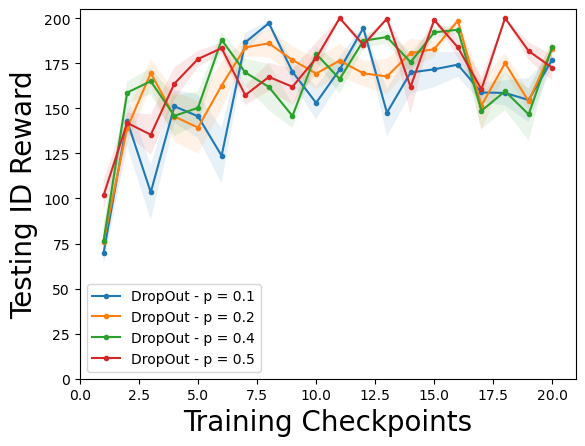 200
175
150
125
100
75
50
25
0
Testing ID Reward
DropOut - p = 0.1
DropOut - p = 0.2
DropOut - p = 0.4
DropOut - p = 0.5
0.0 2.5 5.0 7.5 10.0 12.5 15.0 17.5 20.0
Training Checkpoints